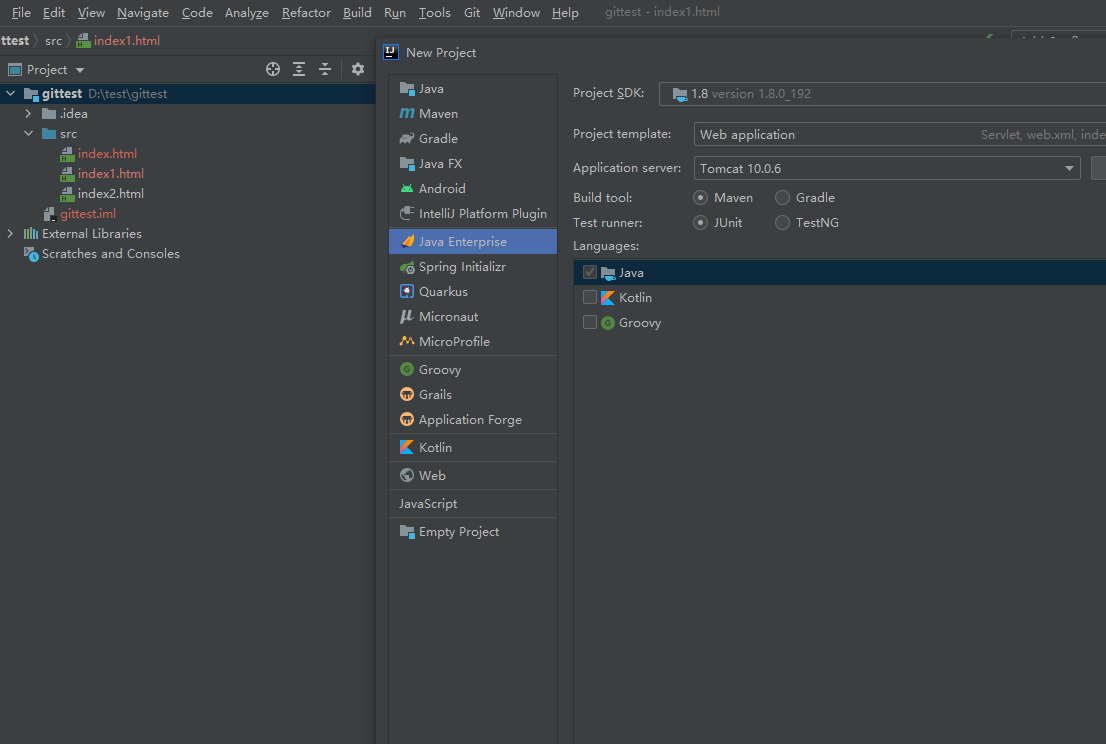 File Edit View Navigate Code Analyze Refactor Build Run Tools Git Window Help gittest - index1.html
ttest src index1.html
Project
gittest D:\test\gittest
.idea
src
index.html
index1.html
index2.html
gittest.iml
External Libraries
Scratches and Consoles
New Project
Java
Maven
Gradle
Java FX
Android
IntelliJ Platform Plugin
Java Enterprise
Spring Initializr
Quarkus
Micronaut
MicroProfile
Groovy
Grails
Application Forge
Kotlin
Web
JavaScript
Empty Project
Project SDK: 1.8 version 1.8.0_192
Project template: Web application Servlet, web.xml, inde
Application server: Tomcat 10.0.6
Build tool: Maven Gradle
Test runner: JUnit TestNG
Languages:
Java
Kotlin
Groovy